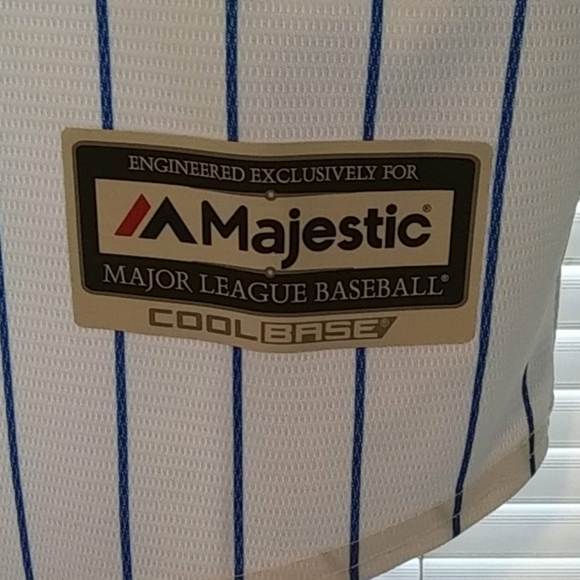 ENGINEERED EXCLUSIVELY FOR
Majestic®
MAJOR LEAGUE BASEBALL®
COOLBASE®